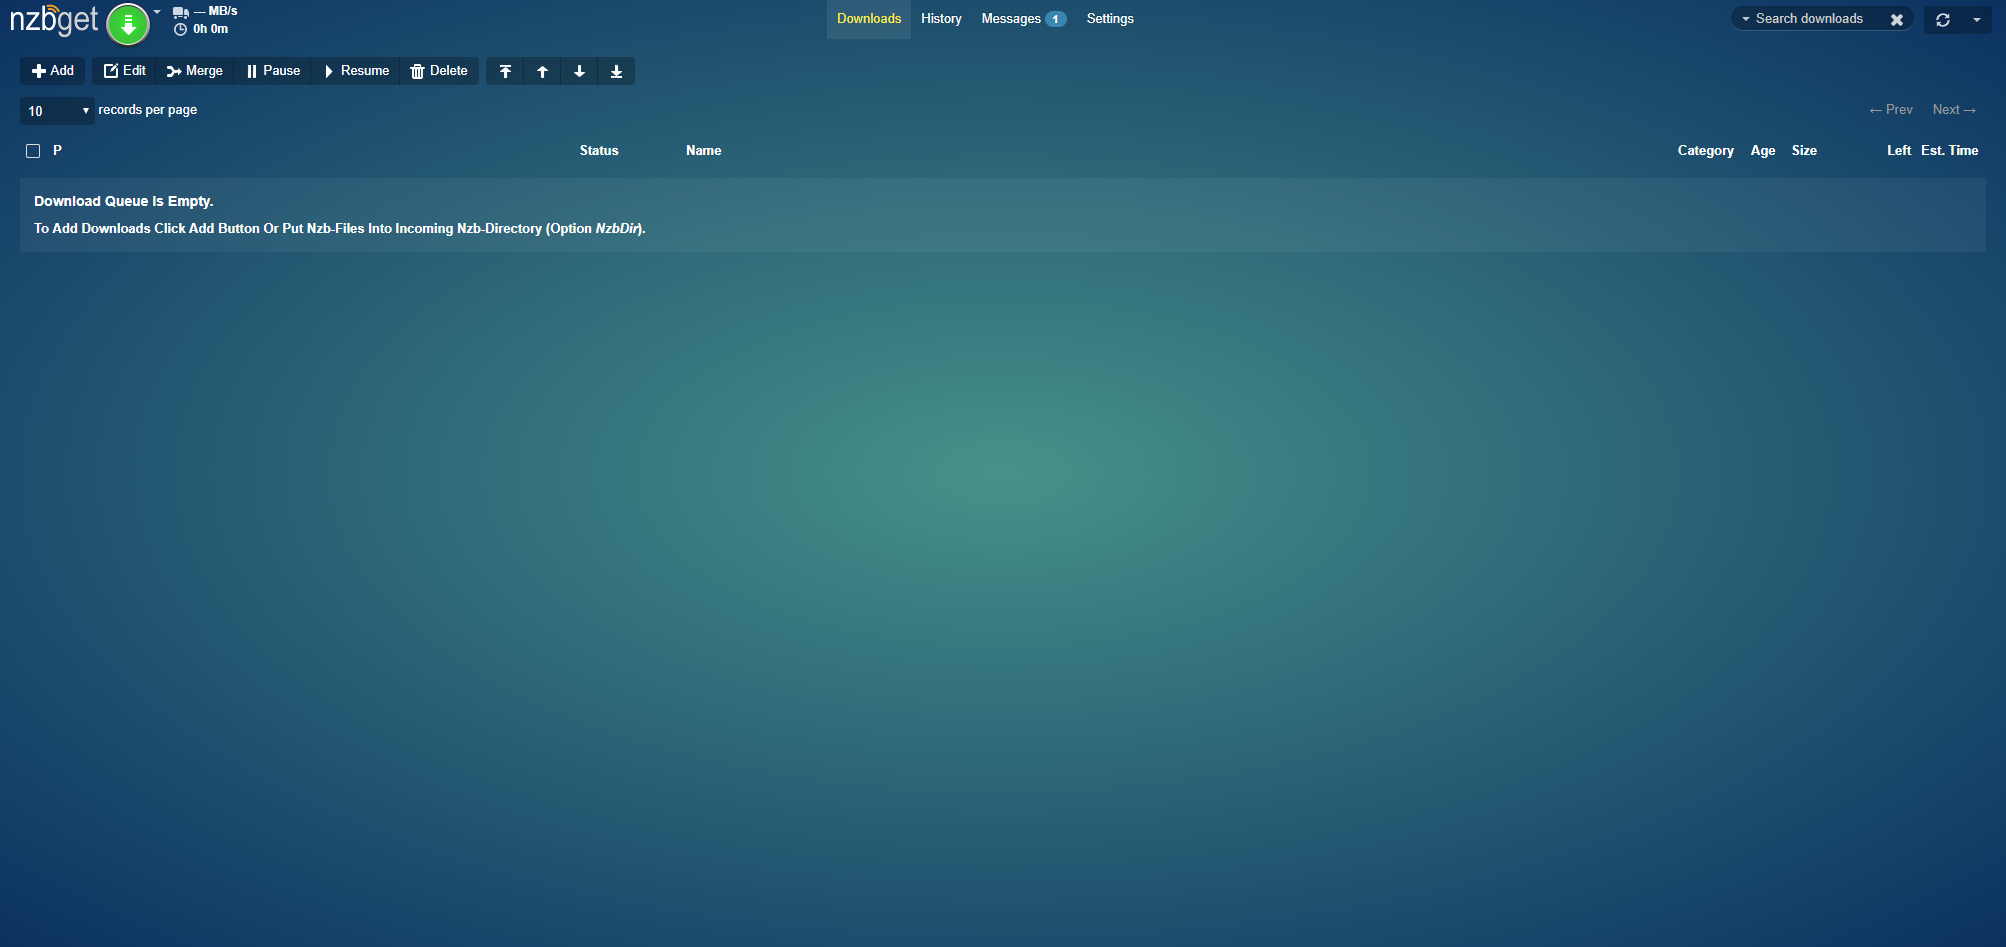 nzbget
--- MB/s
0h 0m
Downloads History Messages 1 Settings
Search downloads
Add Edit Merge Pause Resume Delete
10 records per page
← Prev Next →
P Status Name Category Age Size Left Est. Time
Download Queue Is Empty.
To Add Downloads Click Add Button Or Put Nzb-Files Into Incoming Nzb-Directory (Option NzbDir).